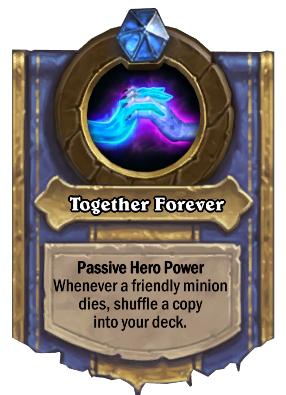 Together Forever
Passive Hero Power
Whenever a friendly minion
dies, shuffle a copy
into your deck.